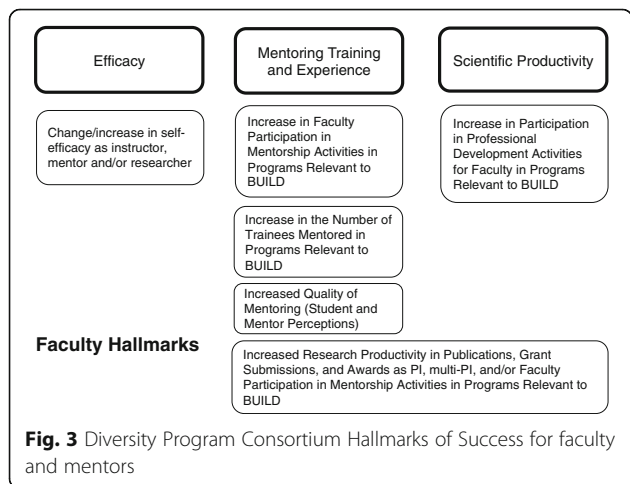 Efficacy
Mentoring Training
and Experience
Scientific Productivity
Change/increase in self-
efficacy as instructor,
mentor and/or researcher
Increase in Faculty
Participation in
Mentorship Activities in
Programs Relevant to
BUILD
Increase in Participation
in Professional
Development Activities
for Faculty in Programs
Relevant to BUILD
Increase in the Number of
Trainees Mentored in
Programs Relevant to
BUILD
Increased Quality of
Mentoring (Student and
Mentor Perceptions)
Faculty Hallmarks
Increased Research Productivity in Publications, Grant
Submissions, and Awards as PI, multi-PI, and/or Faculty
Participation in Mentorship Activities in Programs Relevant to
BUILD
Fig. 3 Diversity Program Consortium Hallmarks of Success for faculty
and mentors